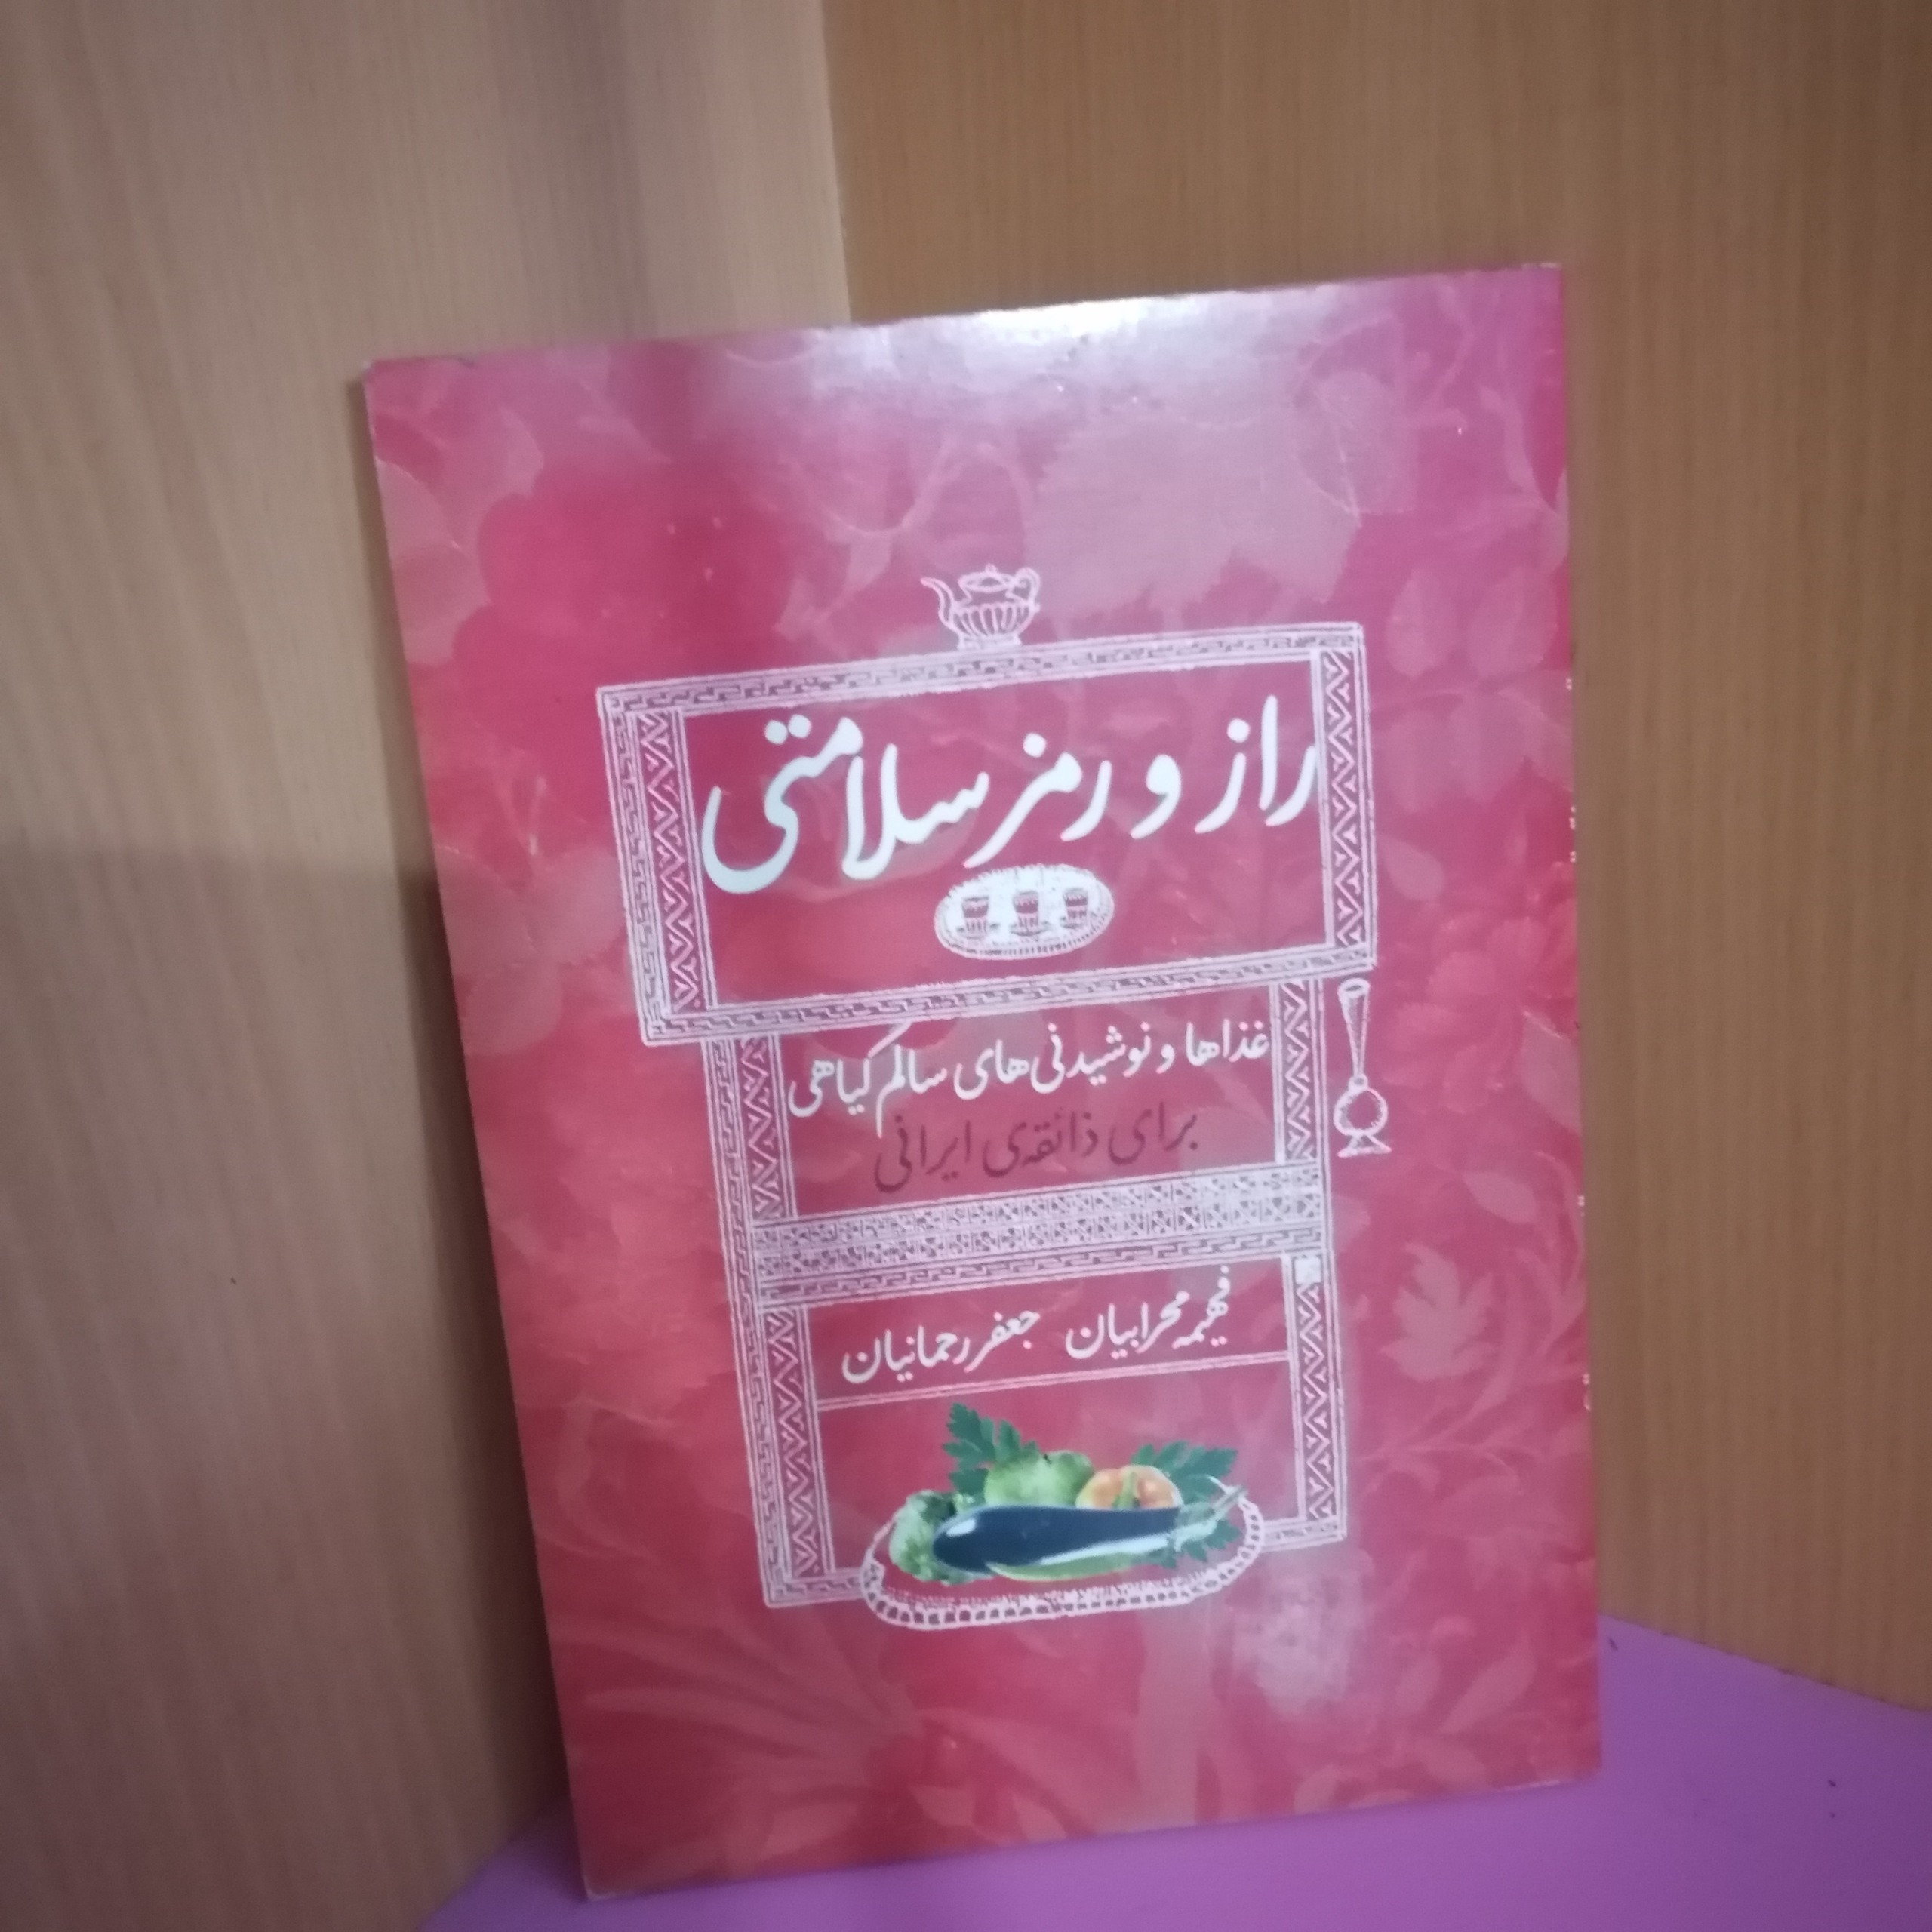 راز و رمز سلامتی
غذاها و نوشیدنی‌های سالم گیاهی
برای ذائقه‌ی ایرانی
فهیمه محرابیان جعفر رحمانیان